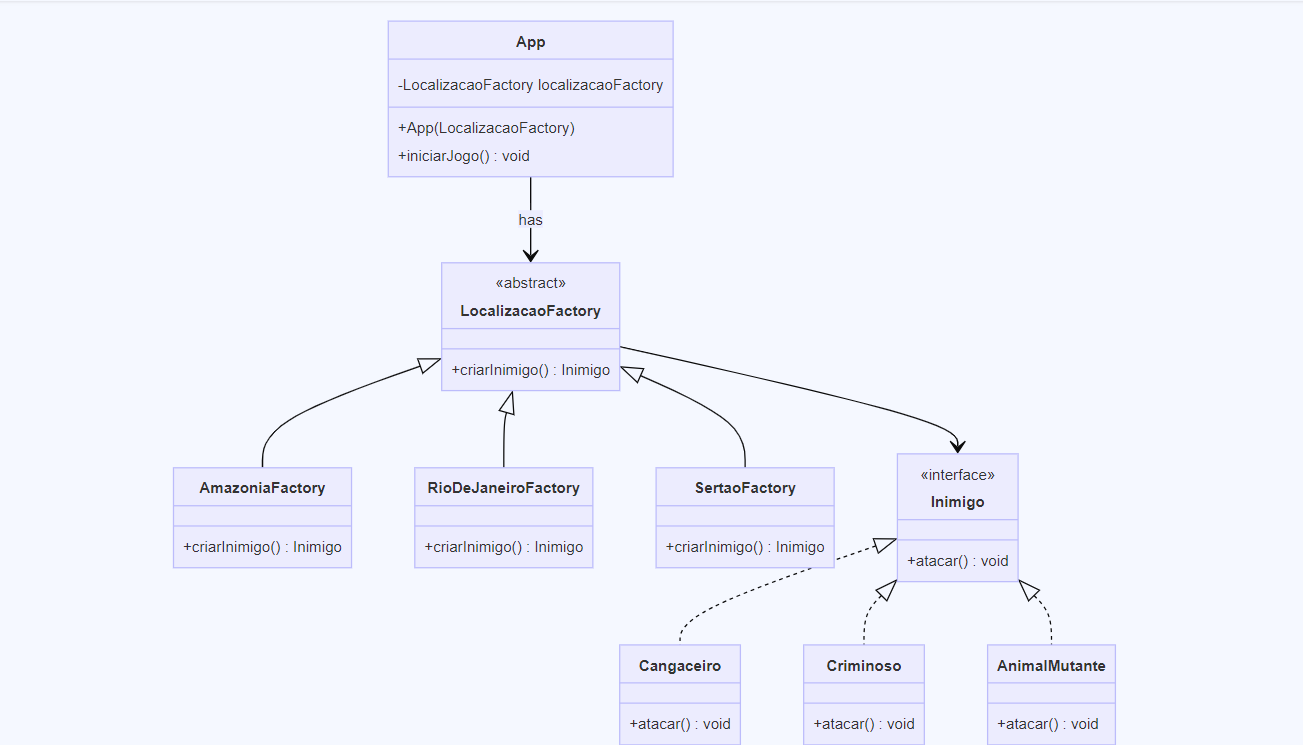 App
-LocalizacaoFactory localizacaoFactory
+App(LocalizacaoFactory)
+iniciarJogo() : void
has
«abstract»
LocalizacaoFactory
+criarInimigo() : Inimigo
AmazoniaFactory
+criarInimigo() : Inimigo
RioDeJaneiroFactory
+criarInimigo() : Inimigo
SertaoFactory
+criarInimigo() : Inimigo
«interface»
Inimigo
+atacar() : void
Cangaceiro
+atacar() : void
Criminoso
+atacar() : void
AnimalMutante
+atacar() : void